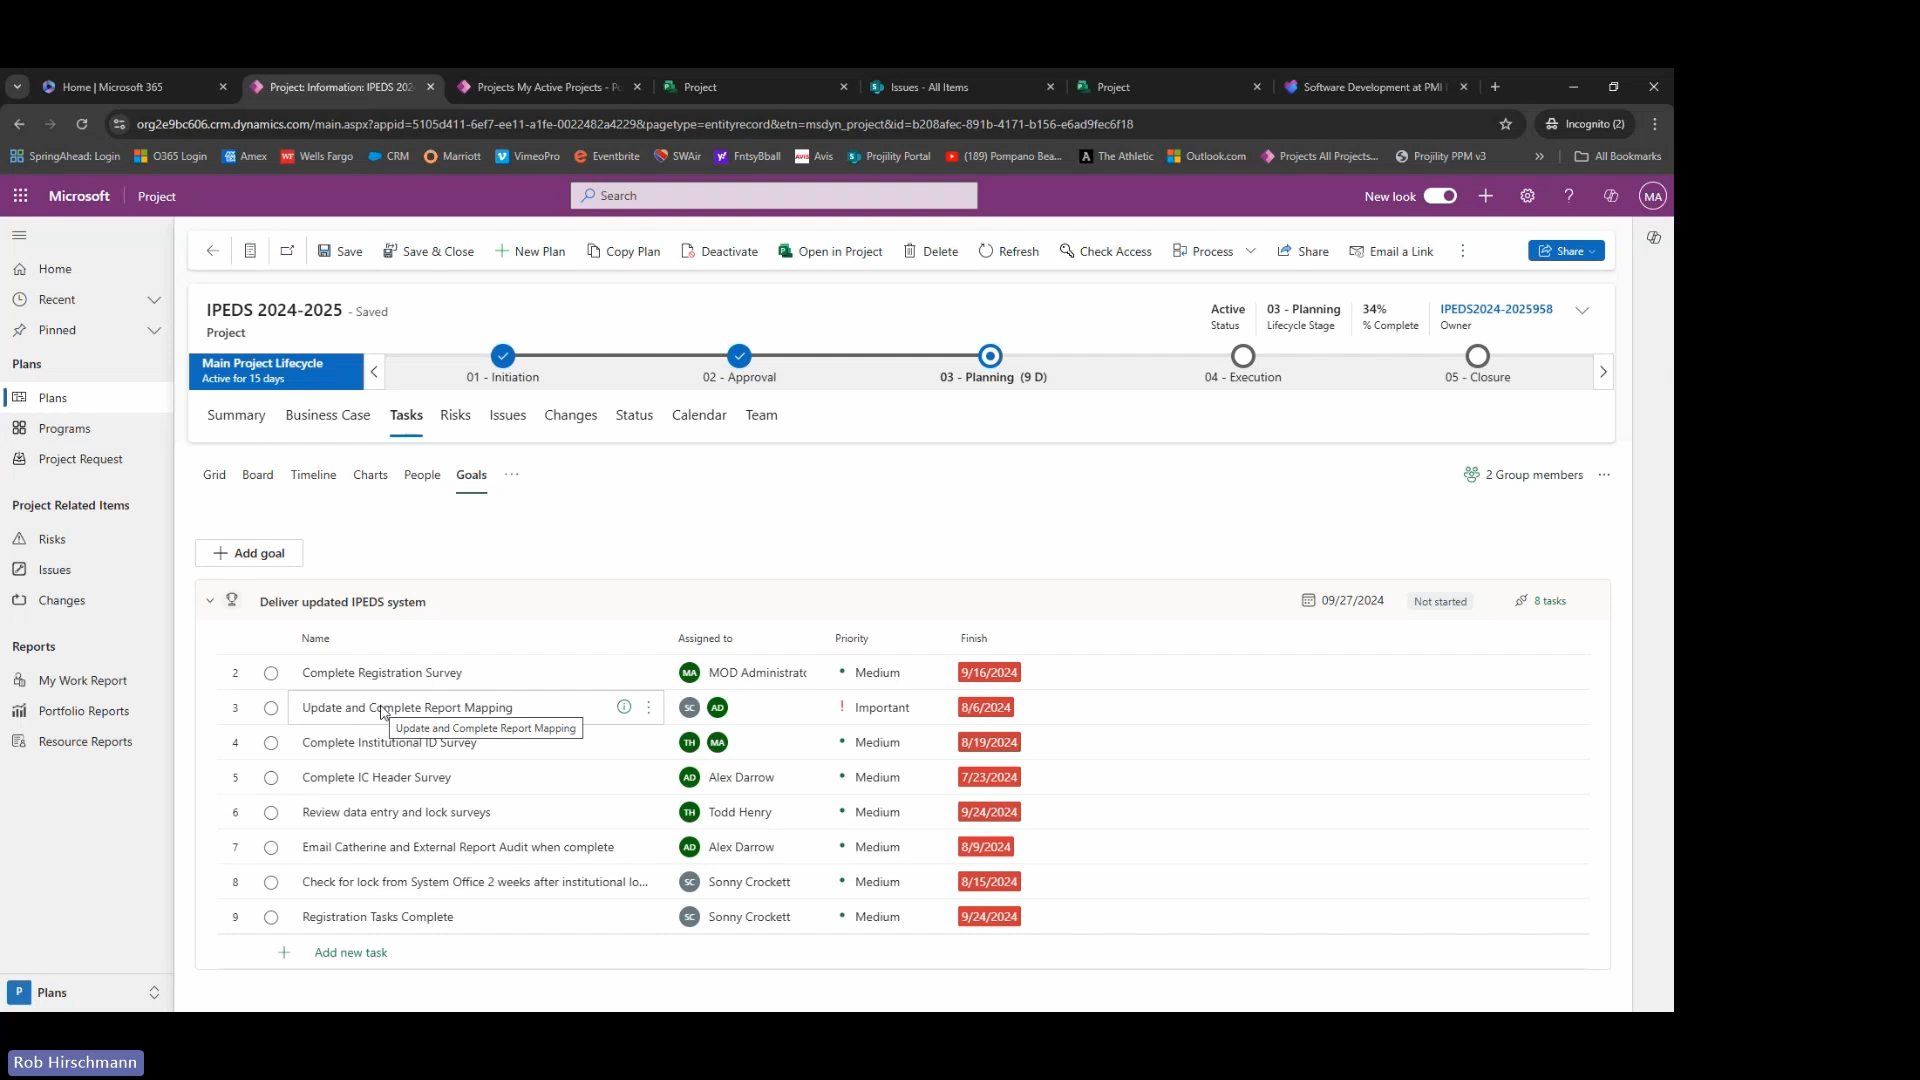 Home | Microsoft 365
Project: Information: IPEDS 202
Projects My Active Projects - Po
Project
Issues - All Items
Project
Software Development at PMI
org2e9bc606.crm.dynamics.com/main.aspx?appid=5105d411-6ef7-ee11-a1fe-0022482a4229&pagetype=entityrecord&etn=msdyn_project&id=b208afec-891b-4171-b156-e6ad9fec6f18
Incognito (2)
SpringAhead: Login
O365 Login
Amex
WF Wells Fargo
CRM
Marriott
VimeoPro
Eventbrite
SWAir
FntsyBball
AVIS Avis
Projility Portal
(189) Pompano Bea...
A The Athletic
Outlook.com
Projects All Projects...
Projility PPM v3
All Bookmarks
Microsoft
Project
Search
New look
MA
Save
Save & Close
New Plan
Copy Plan
Deactivate
Open in Project
Delete
Refresh
Check Access
Process
Share
Email a Link
Share
Home
Recent
Pinned
Plans
Plans
Programs
Project Request
Project Related Items
Risks
Issues
Changes
Reports
My Work Report
Portfolio Reports
Resource Reports
P Plans
IPEDS 2024-2025 - Saved
Project
Active
Status
03 - Planning
Lifecycle Stage
34%
% Complete
IPEDS2024-2025958
Owner
Main Project Lifecycle
Active for 15 days
01 - Initiation
02 - Approval
03 - Planning (9 D)
04 - Execution
05 - Closure
Summary
Business Case
Tasks
Risks
Issues
Changes
Status
Calendar
Team
Grid
Board
Timeline
Charts
People
Goals
2 Group members
Add goal
Deliver updated IPEDS system
09/27/2024
Not started
8 tasks
Name
Assigned to
Priority
Finish
2 Complete Registration Survey MA MOD Administrato Medium 9/16/2024
3 Update and Complete Report Mapping SC AD ! Important 8/6/2024
Update and Complete Report Mapping
4 Complete Institutional ID Survey TH MA Medium 8/19/2024
5 Complete IC Header Survey AD Alex Darrow Medium 7/23/2024
6 Review data entry and lock surveys TH Todd Henry Medium 9/24/2024
7 Email Catherine and External Report Audit when complete AD Alex Darrow Medium 8/9/2024
8 Check for lock from System Office 2 weeks after institutional lo... SC Sonny Crockett Medium 8/15/2024
9 Registration Tasks Complete SC Sonny Crockett Medium 9/24/2024
Add new task
Rob Hirschmann